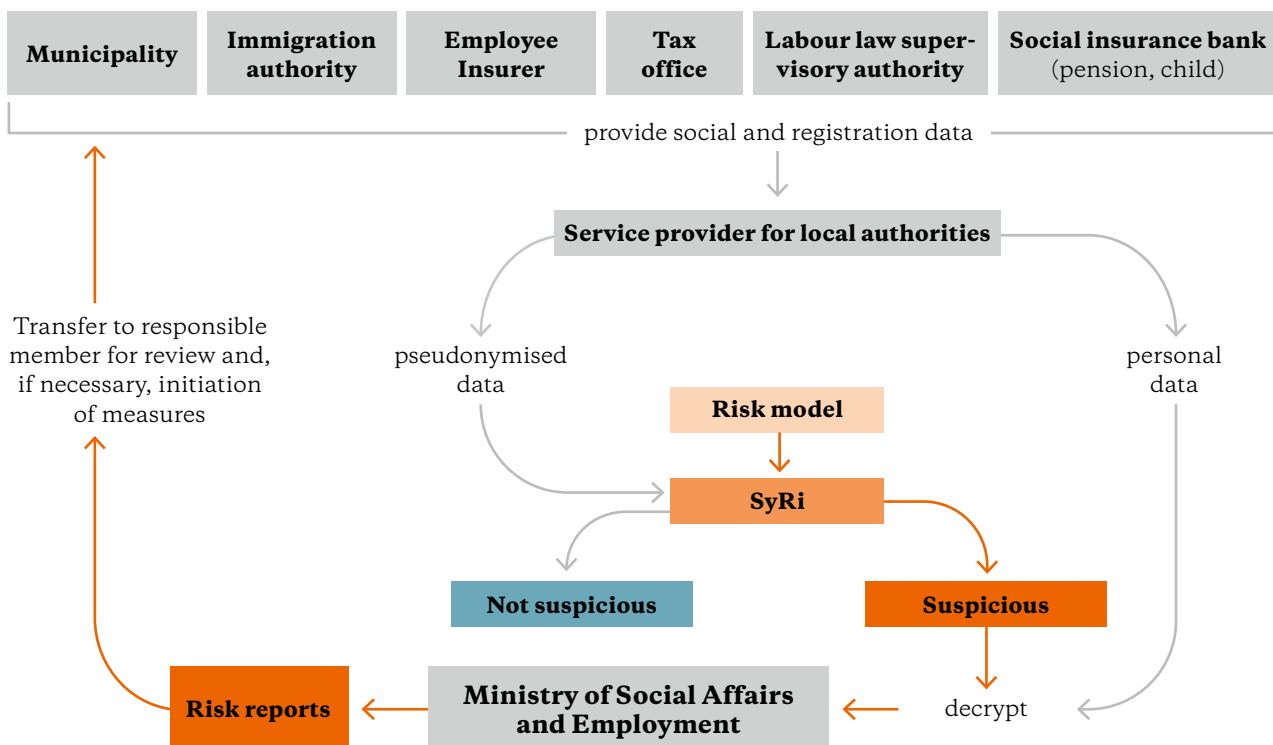 Municipality
Immigration
authority
Employee
Insurer
Tax
office
Labour law super-
visory authority
Social insurance bank
(pension, child)
provide social and registration data
Service provider for local authorities
Transfer to responsible
member for review and,
if necessary, initiation
of measures
pseudonymised
data
personal
data
Risk model
SyRi
Not suspicious
Suspicious
Risk reports
Ministry of Social Affairs
and Employment
decrypt